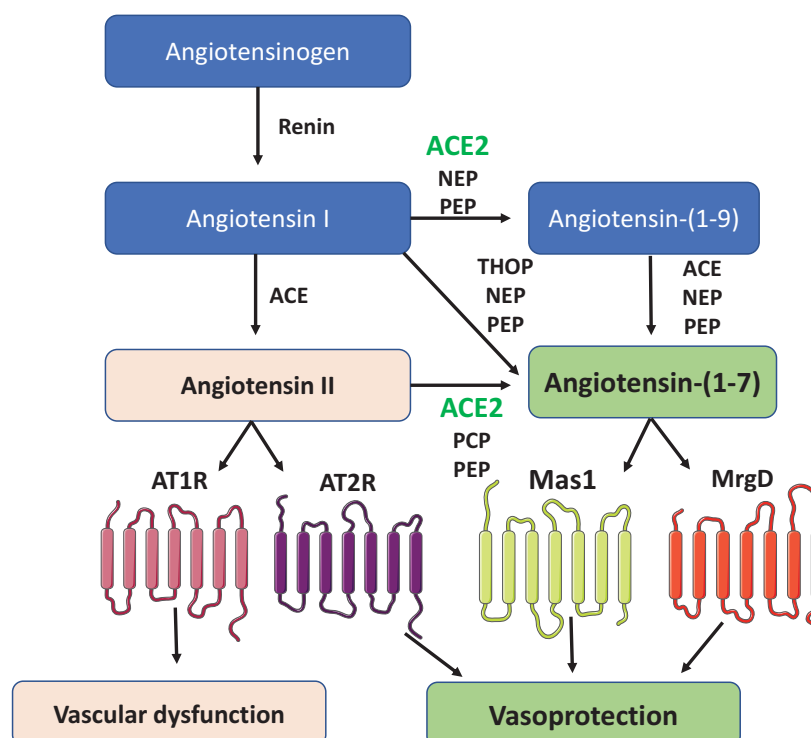 Angiotensinogen
Renin
ACE2
NEP
PEP
Angiotensin I
Angiotensin-(1-9)
ACE
THOP
NEP
PEP
ACE
NEP
PEP
Angiotensin II
Angiotensin-(1-7)
ACE2
PCP
PEP
AT1R
AT2R
Mas1
MrgD
Vascular dysfunction
Vasoprotection